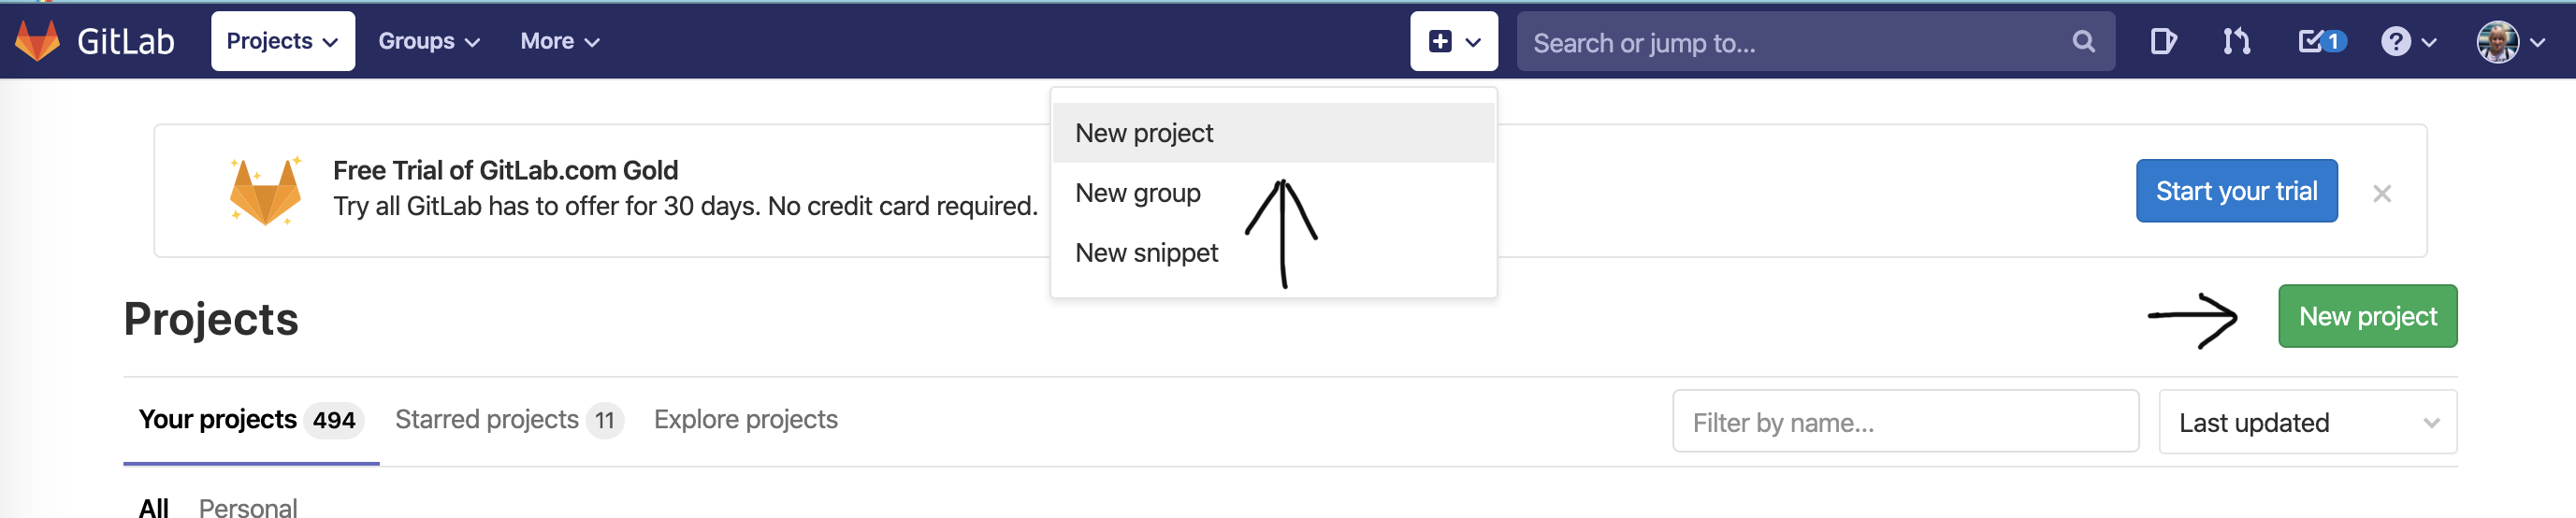 GitLab Projects Groups More Search or jump to... 1 ?
New project
New group
New snippet
Free Trial of GitLab.com Gold
Try all GitLab has to offer for 30 days. No credit card required.
Start your trial ×
Projects
New project
Your projects 494 Starred projects 11 Explore projects Filter by name... Last updated
All Personal